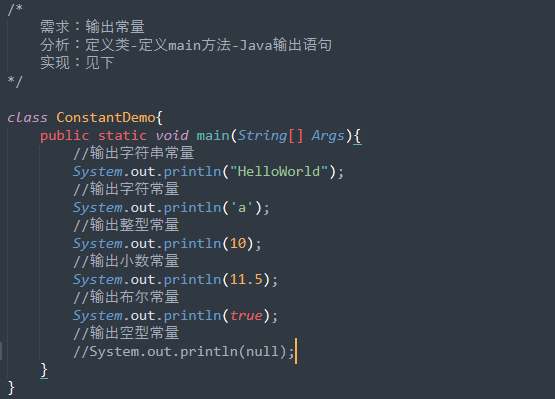 /*
    需求：输出常量
    分析：定义类-定义main方法-Java输出语句
    实现：见下
*/
class ConstantDemo{
    public static void main(String[] Args){
        //输出字符串常量
        System.out.println("HelloWorld");
        //输出字符常量
        System.out.println('a');
        //输出整型常量
        System.out.println(10);
        //输出小数常量
        System.out.println(11.5);
        //输出布尔常量
        System.out.println(true);
        //输出空型常量
        //System.out.println(null);
    }
}